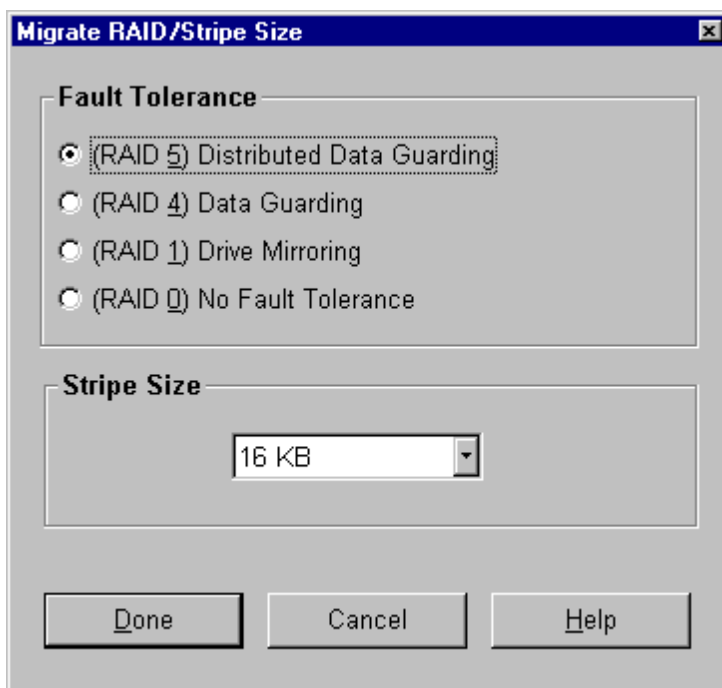 Migrate RAID/Stripe Size
Fault Tolerance
(RAID 5) Distributed Data Guarding
(RAID 4) Data Guarding
(RAID 1) Drive Mirroring
(RAID 0) No Fault Tolerance
Stripe Size
16 KB
Done Cancel Help